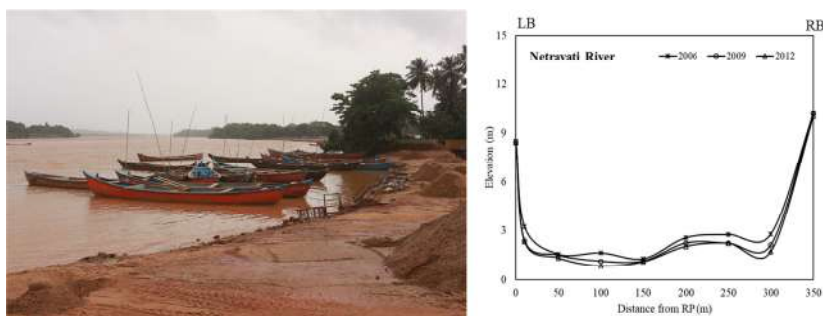 LB
RB
15
12
9
6
3
0
Elevation (m)
Netravati River
2006
2009
2012
0 50 100 150 200 250 300 350
Distance from RP (m)